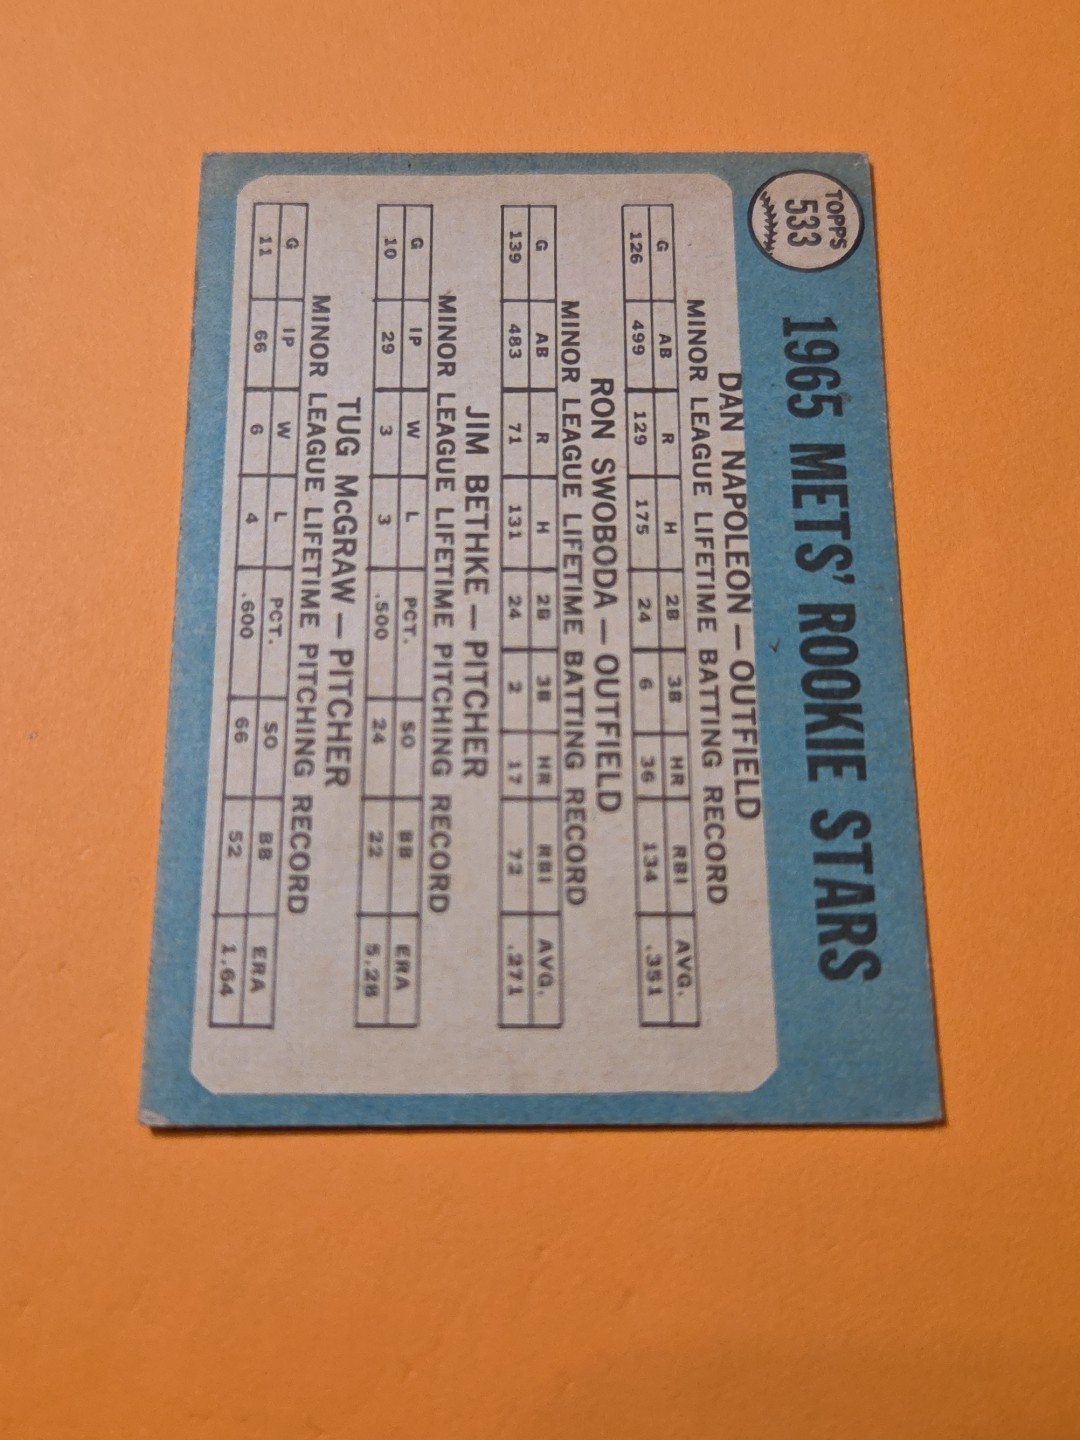 TOPPS
533
1965 METS' ROOKIE STARS
DAN NAPOLEON — OUTFIELD
MINOR LEAGUE LIFETIME BATTING RECORD
G AB R H 2B 3B HR RBI AVG.
126 499 129 175 24 6 36 134 .351
RON SWOBODA — OUTFIELD
MINOR LEAGUE LIFETIME BATTING RECORD
G AB R H 2B 3B HR RBI AVG.
139 483 71 131 24 2 17 72 .271
JIM BETHKE — PITCHER
MINOR LEAGUE LIFETIME PITCHING RECORD
G IP W L PCT. SO BB ERA
10 29 3 3 .500 24 22 5.28
TUG McGRAW — PITCHER
MINOR LEAGUE LIFETIME PITCHING RECORD
G IP W L PCT. SO BB ERA
11 66 6 4 .600 66 52 1.64